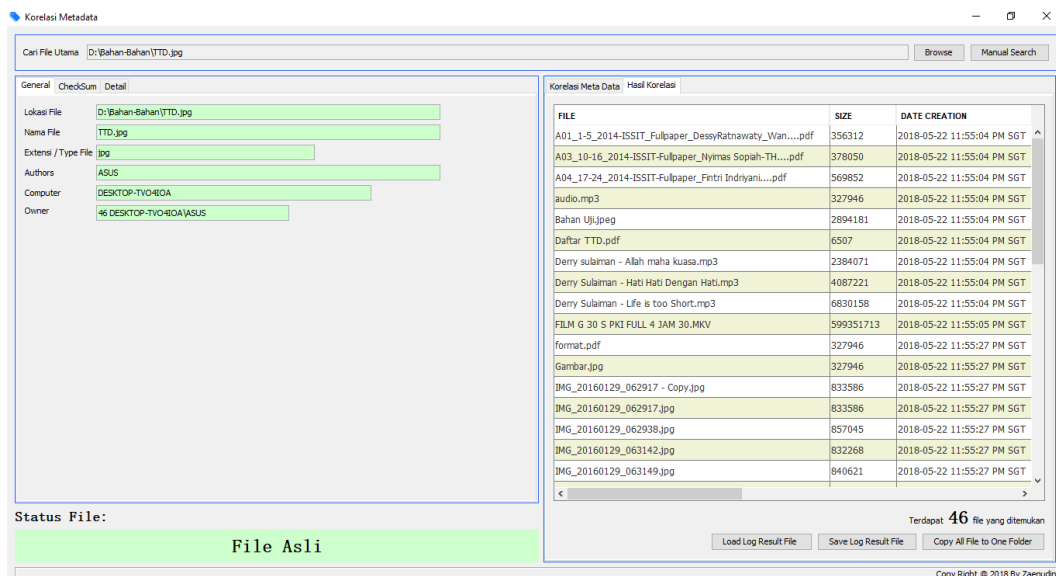 Korelasi Metadata
Cari File Utama D:\Bahan-Bahan\TTD.jpg Browse Manual Search
General CheckSum Detail
Lokasi File D:\Bahan-Bahan\TTD.jpg
Nama File TTD.jpg
Extensi / Type File jpg
Authors ASUS
Computer DESKTOP-TVO4IOA
Owner 46 DESKTOP-TVO4IOA\ASUS
Status File:
File Asli
Korelasi Meta Data Hasil Korelasi
FILE SIZE DATE CREATION
A01_1-5_2014-ISSIT_Fullpaper_DessyRatnawaty_Wan....pdf 356312 2018-05-22 11:55:04 PM SGT
A03_10-16_2014-ISSIT-Fullpaper_Nyimas Sopiah-TH....pdf 378050 2018-05-22 11:55:04 PM SGT
A04_17-24_2014-ISSIT-Fullpaper_Fintri Indriyani....pdf 569852 2018-05-22 11:55:04 PM SGT
audio.mp3 327946 2018-05-22 11:55:04 PM SGT
Bahan Uji.jpeg 2894181 2018-05-22 11:55:04 PM SGT
Daftar TTD.pdf 6507 2018-05-22 11:55:04 PM SGT
Derry sulaiman - Allah maha kuasa.mp3 2384071 2018-05-22 11:55:04 PM SGT
Derry Sulaiman - Hati Hati Dengan Hati.mp3 4087221 2018-05-22 11:55:04 PM SGT
Derry Sulaiman - Life is too Short.mp3 6830158 2018-05-22 11:55:04 PM SGT
FILM G 30 S PKI FULL 4 JAM 30.MKV 599351713 2018-05-22 11:55:05 PM SGT
format.pdf 327946 2018-05-22 11:55:27 PM SGT
Gambar.jpg 327946 2018-05-22 11:55:27 PM SGT
IMG_20160129_062917 - Copy.jpg 833586 2018-05-22 11:55:27 PM SGT
IMG_20160129_062917.jpg 833586 2018-05-22 11:55:27 PM SGT
IMG_20160129_062938.jpg 857045 2018-05-22 11:55:27 PM SGT
IMG_20160129_063142.jpg 832268 2018-05-22 11:55:27 PM SGT
IMG_20160129_063149.jpg 840621 2018-05-22 11:55:27 PM SGT
Terdapat 46 file yang ditemukan
Load Log Result File Save Log Result File Copy All File to One Folder
Copy Right @ 2018 By Zaenudin